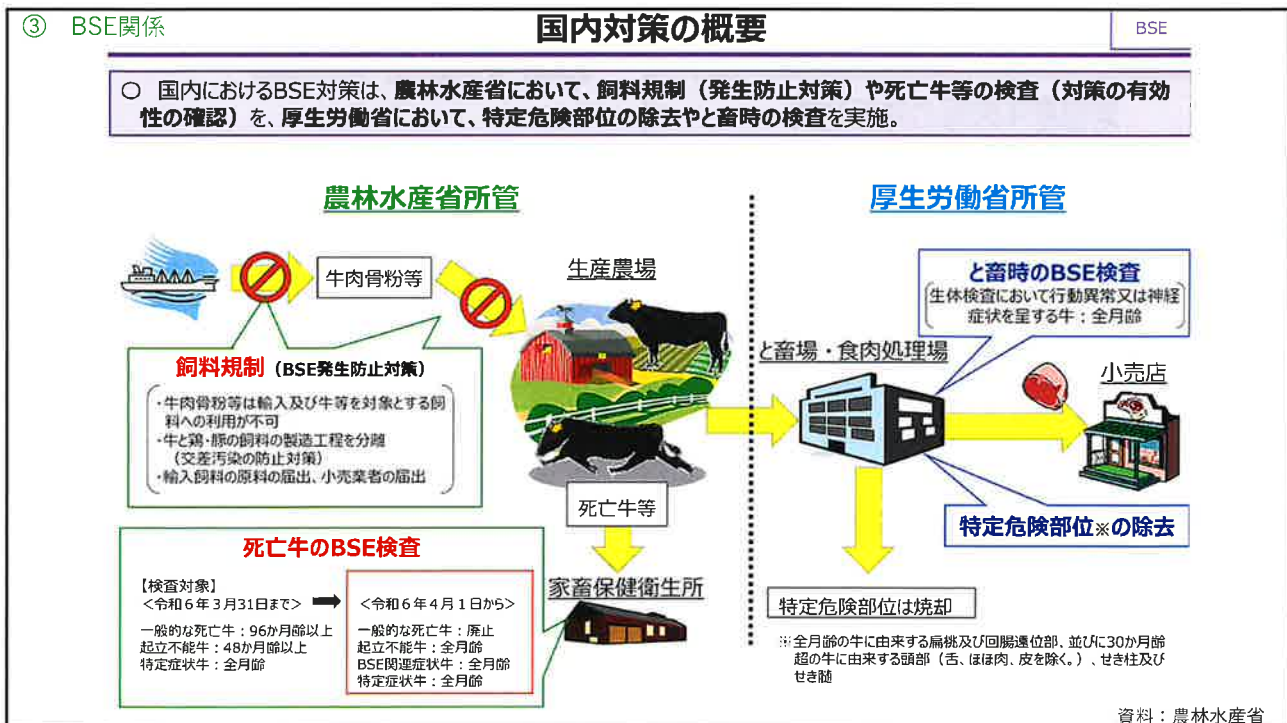 ③ BSE関係
国内対策の概要
BSE
○ 国内におけるBSE対策は、農林水産省において、飼料規制（発生防止対策）や死亡牛等の検査（対策の有効
性の確認）を、厚生労働省において、特定危険部位の除去やと畜時の検査を実施。
農林水産省所管
厚生労働省所管
牛肉骨粉等
生産農場
と畜時のBSE検査
生体検査において行動異常又は神経
症状を呈する牛：全月齢
飼料規制（BSE発生防止対策）
・牛肉骨粉等は輸入及び牛等を対象とする飼
料への利用が不可
・牛と鶏・豚の飼料の製造工程を分離
（交差汚染の防止対策）
・輸入飼料の原料の届出、小売業者の届出
と畜場・食肉処理場
小売店
死亡牛等
特定危険部位※の除去
死亡牛のBSE検査
【検査対象】
＜令和６年３月31日まで＞
一般的な死亡牛：96か月齢以上
起立不能牛：48か月齢以上
特定症状牛：全月齢
＜令和６年４月１日から＞
一般的な死亡牛：廃止
起立不能牛：全月齢
BSE関連症状牛：全月齢
特定症状牛：全月齢
家畜保健衛生所
特定危険部位は焼却
※全月齢の牛に由来する扁桃及び回腸遠位部、並びに30か月齢
超の牛に由来する頭部（舌、ほほ肉、皮を除く。）、せき柱及び
せき髄
資料：農林水産省